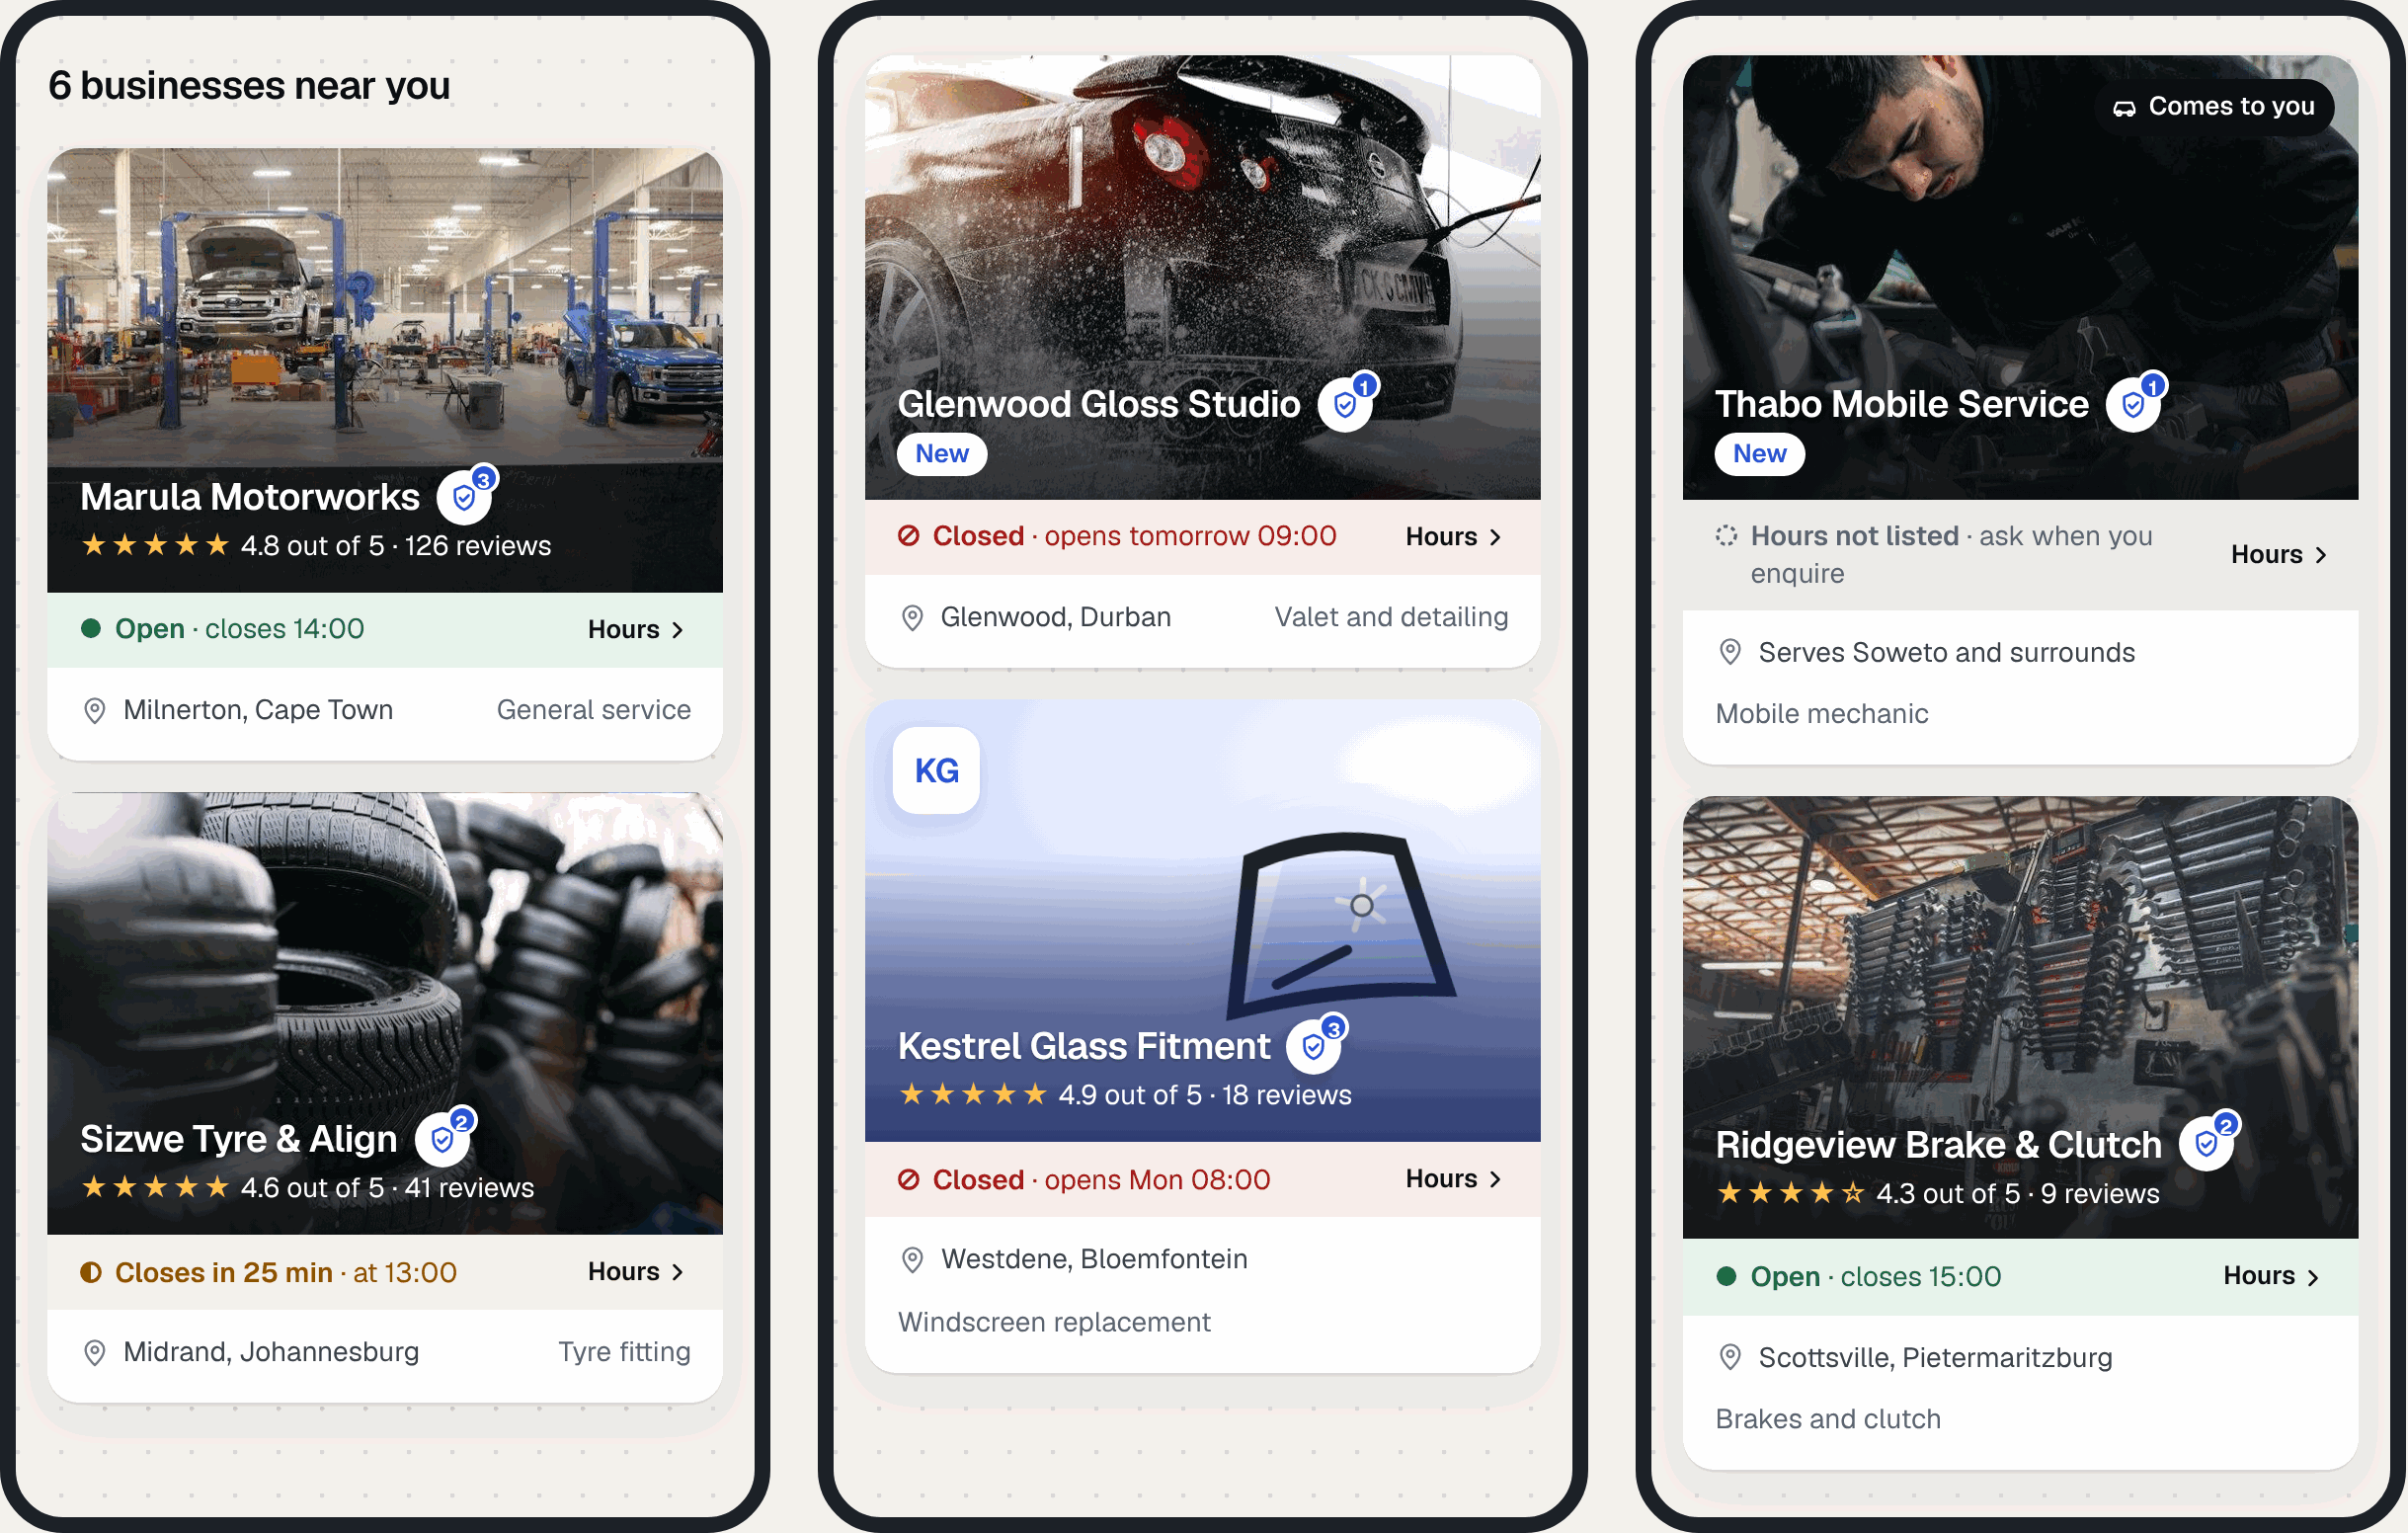 6 businesses near you
Marula Motorworks 3
4.8 out of 5 · 126 reviews
Open · closes 14:00 Hours
Milnerton, Cape Town General service
Sizwe Tyre & Align 2
4.6 out of 5 · 41 reviews
Closes in 25 min · at 13:00 Hours
Midrand, Johannesburg Tyre fitting
Glenwood Gloss Studio 1
New
Closed · opens tomorrow 09:00 Hours
Glenwood, Durban Valet and detailing
KG
Kestrel Glass Fitment 3
4.9 out of 5 · 18 reviews
Closed · opens Mon 08:00 Hours
Westdene, Bloemfontein
Windscreen replacement
Comes to you
Thabo Mobile Service 1
New
Hours not listed · ask when you
enquire
Hours
Serves Soweto and surrounds
Mobile mechanic
Ridgeview Brake & Clutch 2
4.3 out of 5 · 9 reviews
Open · closes 15:00 Hours
Scottsville, Pietermaritzburg
Brakes and clutch